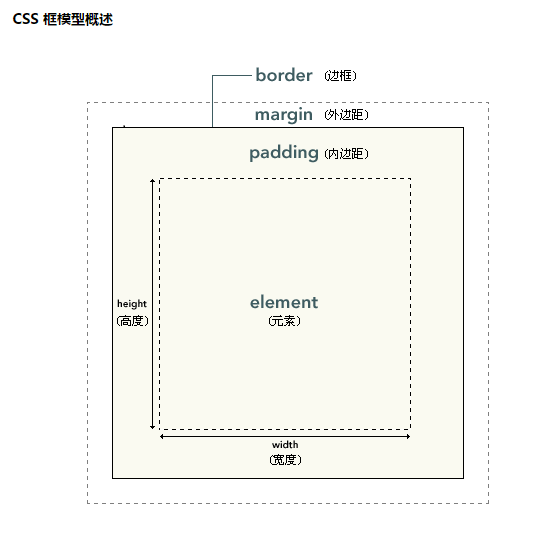 CSS 框模型概述
border (边框)
margin (外边距)
padding (内边距)
element
(元素)
height
(高度)
width
(宽度)